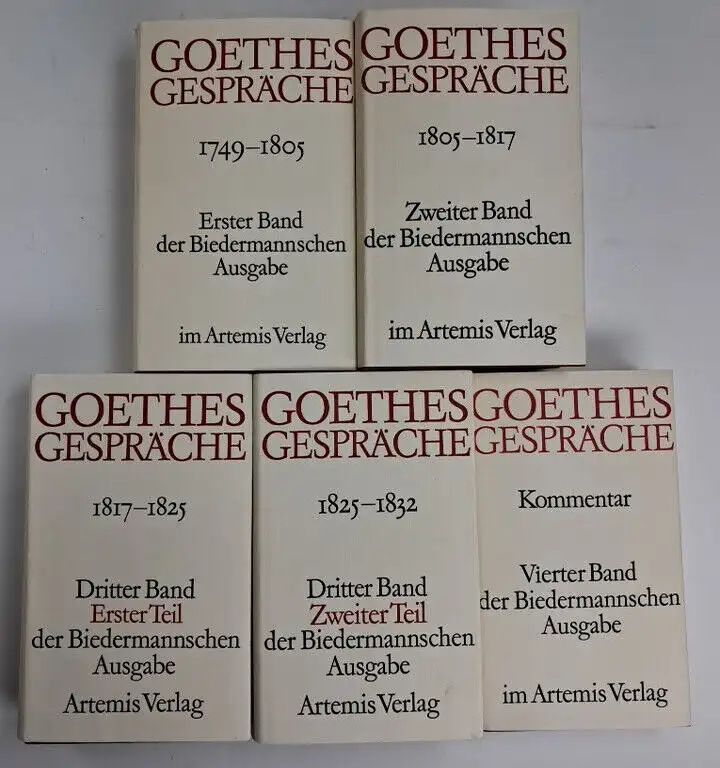 GOETHES
GESPRÄCHE
1749–1805
Erster Band
der Biedermannschen
Ausgabe
im Artemis Verlag
GOETHES
GESPRÄCHE
1805–1817
Zweiter Band
der Biedermannschen
Ausgabe
im Artemis Verlag
GOETHES
GESPRÄCHE
1817–1825
Dritter Band
Erster Teil
der Biedermannschen
Ausgabe
Artemis Verlag
GOETHES
GESPRÄCHE
1825–1832
Dritter Band
Zweiter Teil
der Biedermannschen
Ausgabe
Artemis Verlag
GOETHES
GESPRÄCHE
Kommentar
Vierter Band
der Biedermannschen
Ausgabe
im Artemis Verlag